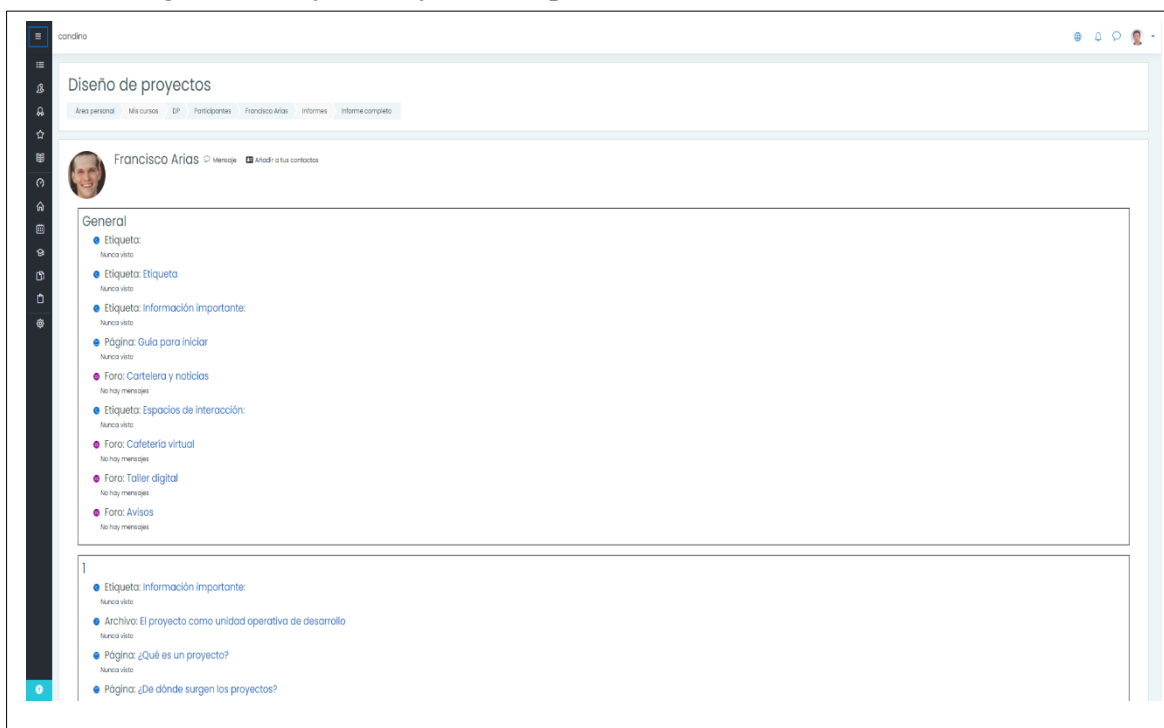 candino
Diseño de proyectos
Área personal Mis cursos DP Participantes Francisco Arias Informes Informe completo
Francisco Arias Mensaje Añadir a tus contactos
General
Etiqueta:
Nunca visto
Etiqueta: Etiqueta
Nunca visto
Etiqueta: Información importante:
Nunca visto
Página: Guía para iniciar
Nunca visto
Foro: Cartelera y noticias
No hay mensajes
Etiqueta: Espacios de interacción:
Nunca visto
Foro: Cafetería virtual
No hay mensajes
Foro: Taller digital
No hay mensajes
Foro: Avisos
No hay mensajes
1
Etiqueta: Información importante:
Nunca visto
Archivo: El proyecto como unidad operativa de desarrollo
Nunca visto
Página: ¿Qué es un proyecto?
Nunca visto
Página: ¿De dónde surgen los proyectos?